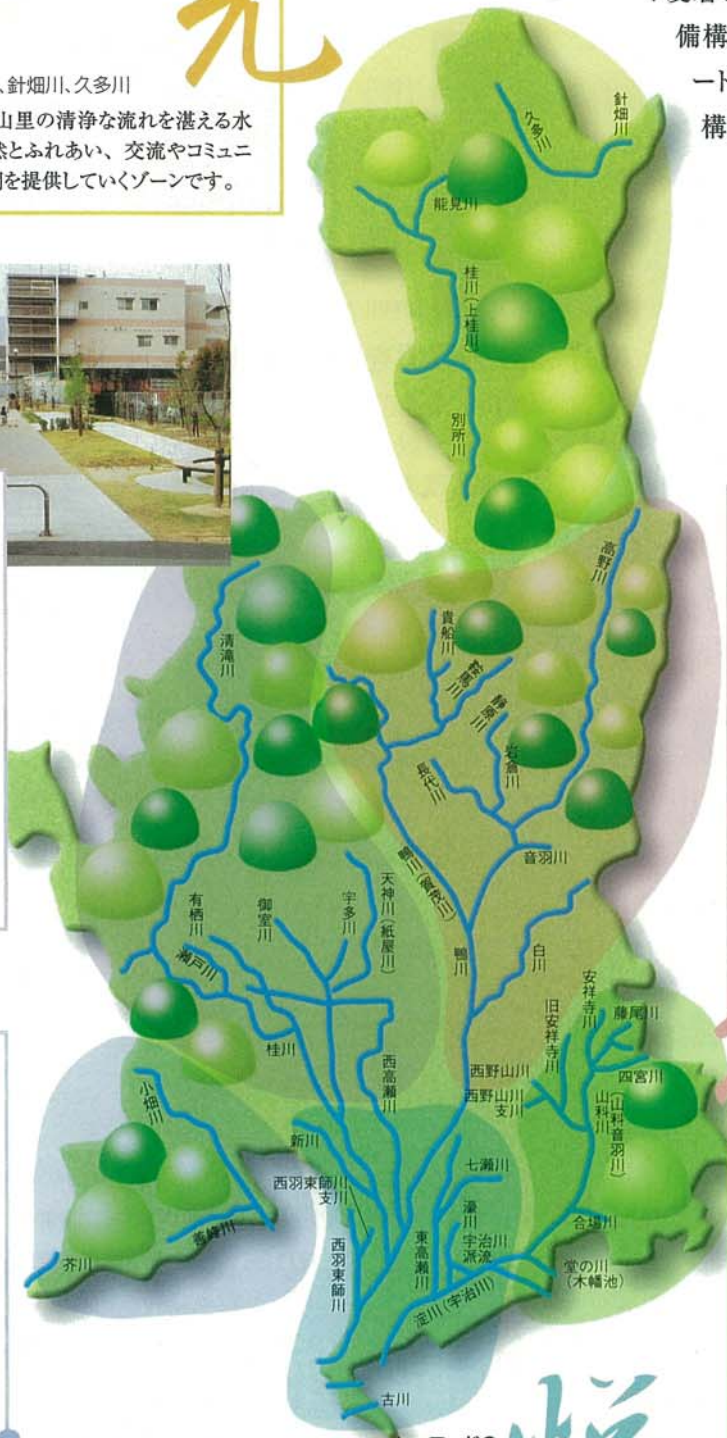 元
備構
ート
構
、針畑川、久多川
山里の清浄な流れを湛える水
然とふれあい、交流やコミュニ
を提供していくゾーンです。
久多川
針畑川
能見川
桂川(上桂川)
別所川
高野川
清滝川
貴船川
鞍馬川
静原川
岩倉川
長代川
音羽川
鴨川(賀茂川)
鴨川
白川
有栖川
瀬戸川
御室川
宇多川
天神川(紙屋川)
桂川
西高瀬川
安祥寺川
旧安祥寺川
藤尾川
四宮川
西野山川
西野山川
支川
山科川
(山科音羽川)
小畑川
善峰川
芥川
新川
西羽東師川
支川
西羽東師川
七瀬川
濠川
宇治川
派流
東高瀬川
合場川
堂の川
(木幡池)
淀川(宇治川)
古川